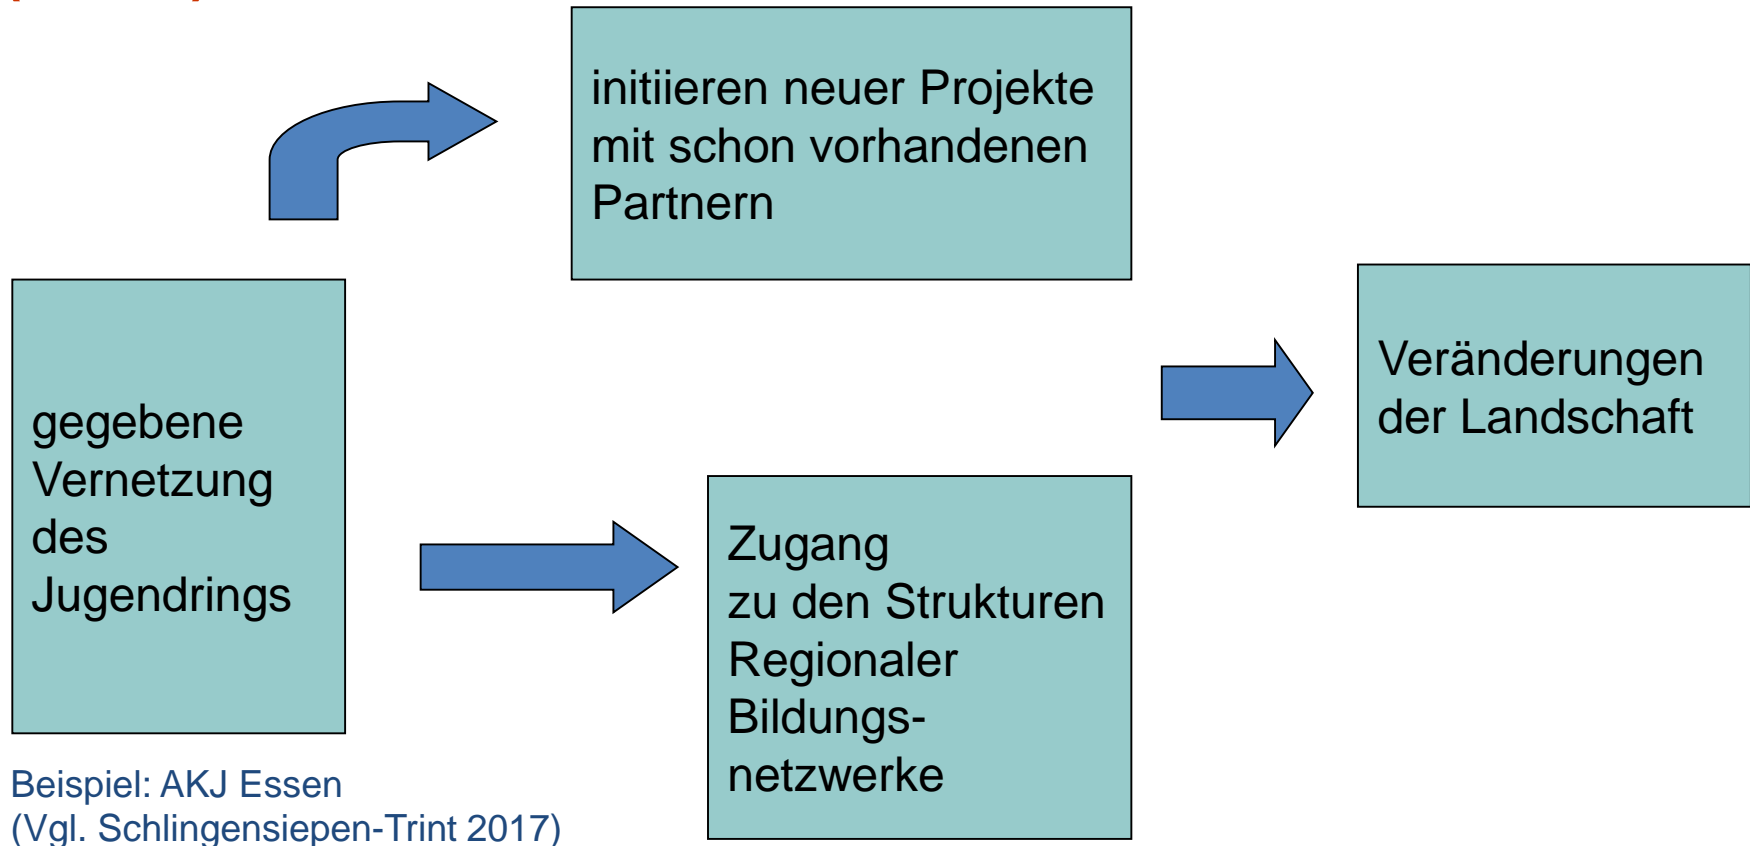 initiieren neuer Projekte
mit schon vorhandenen
Partnern
gegebene
Vernetzung
des
Jugendrings
Zugang
zu den Strukturen
Regionaler
Bildungs-
netzwerke
Veränderungen
der Landschaft
Beispiel: AKJ Essen
(Vgl. Schlingensiepen-Trint 2017)